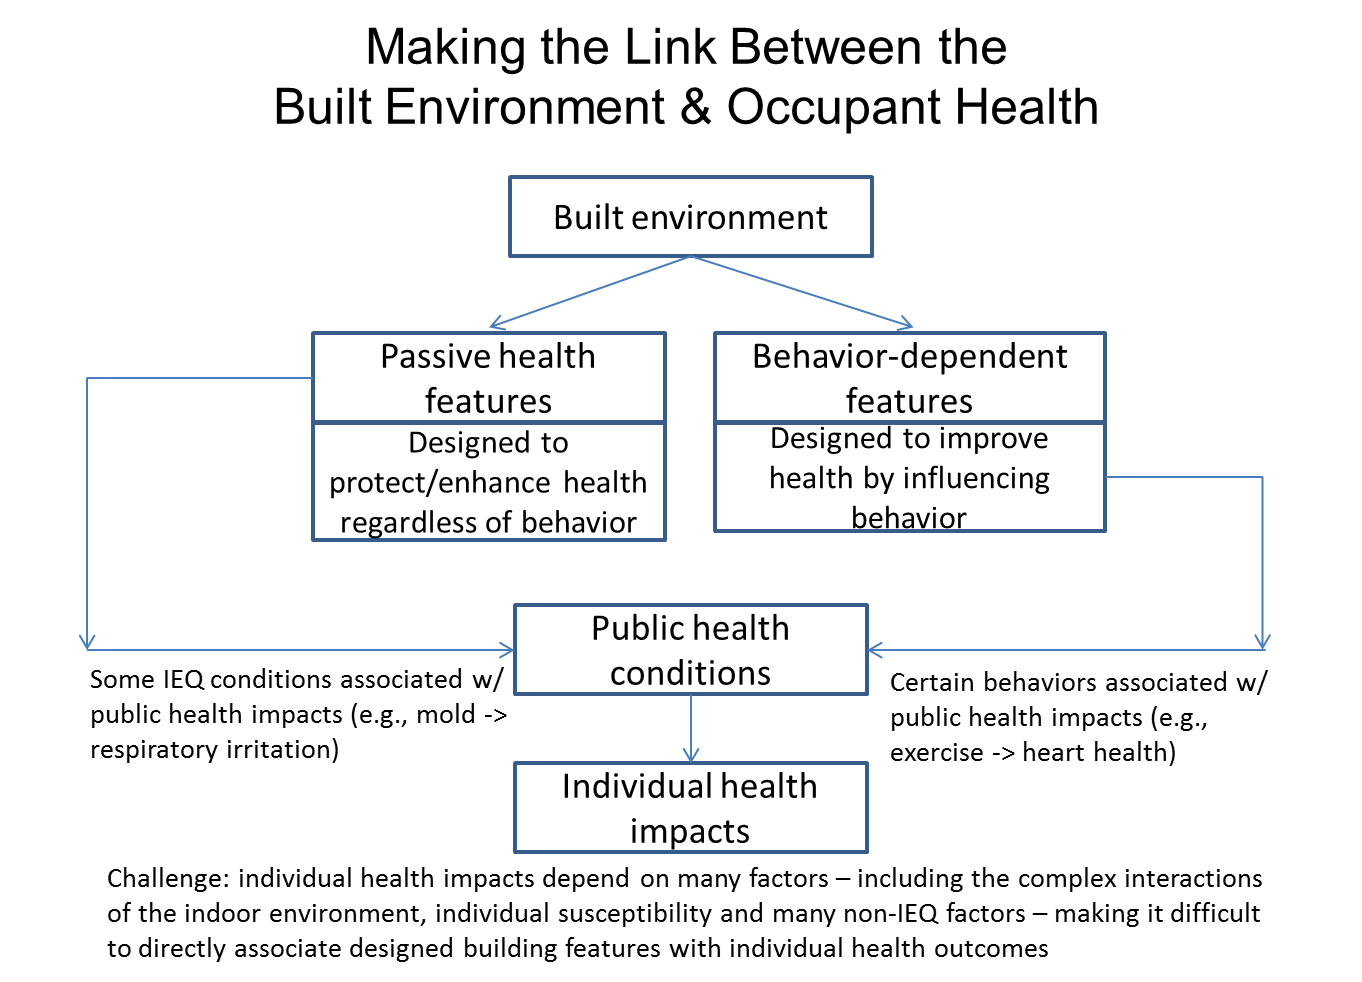 Making the Link Between the
Built Environment & Occupant Health
Built environment
Passive health
features
Designed to
protect/enhance health
regardless of behavior
Behavior-dependent
features
Designed to improve
health by influencing
behavior
Public health
conditions
Some IEQ conditions associated w/
public health impacts (e.g., mold ->
respiratory irritation)
Certain behaviors associated w/
public health impacts (e.g.,
exercise -> heart health)
Individual health
impacts
Challenge: individual health impacts depend on many factors – including the complex interactions
of the indoor environment, individual susceptibility and many non-IEQ factors – making it difficult
to directly associate designed building features with individual health outcomes